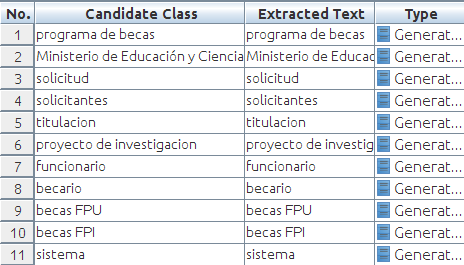 No. Candidate Class Extracted Text Type
1 programa de becas programa de becas Generat...
2 Ministerio de Educación y Ciencia Ministerio de Educac Generat...
3 solicitud solicitud Generat...
4 solicitantes solicitantes Generat...
5 titulacion titulacion Generat...
6 proyecto de investigacion proyecto de investig Generat...
7 funcionario funcionario Generat...
8 becario becario Generat...
9 becas FPU becas FPU Generat...
10 becas FPI becas FPI Generat...
11 sistema sistema Generat...